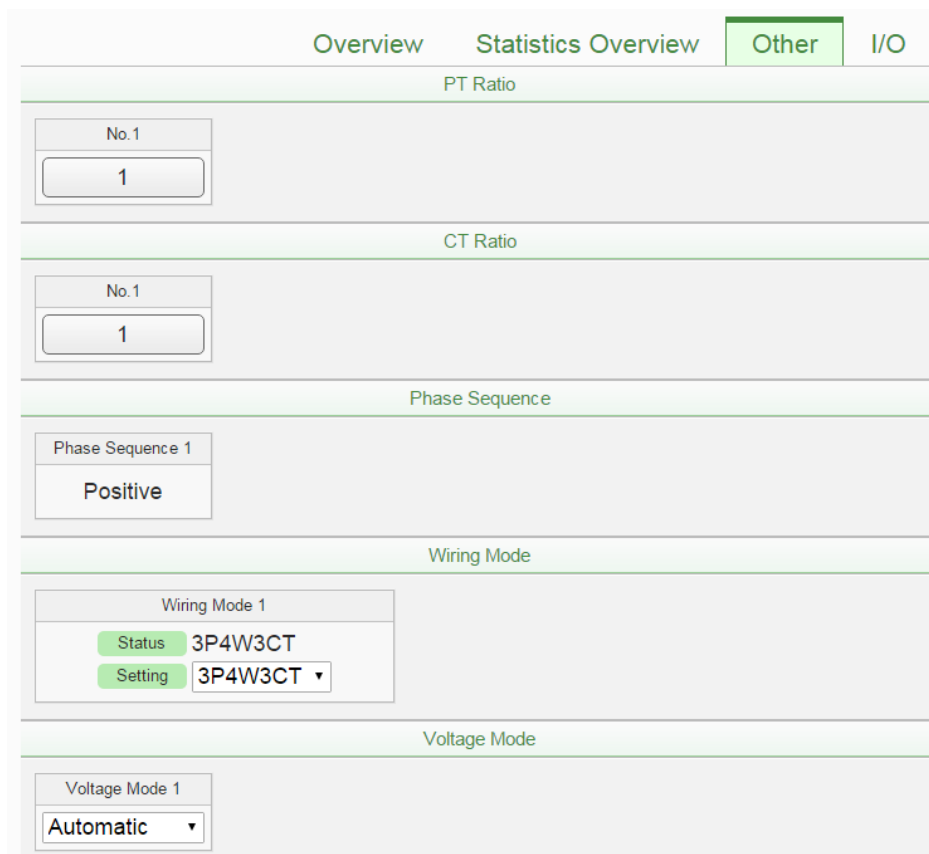 Overview Statistics Overview Other I/O
PT Ratio
No.1
1
CT Ratio
No.1
1
Phase Sequence
Phase Sequence 1
Positive
Wiring Mode
Wiring Mode 1
Status 3P4W3CT
Setting 3P4W3CT
Voltage Mode
Voltage Mode 1
Automatic